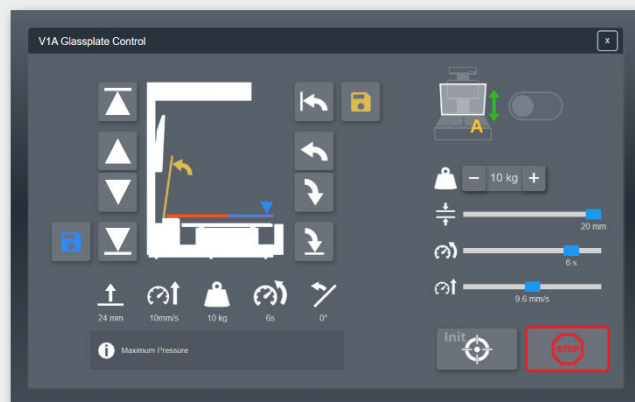 V1A Glassplate Control
x
A
10 kg
20 mm
6 s
9.6 mm/s
24 mm
10mm/s
10 kg
6s
0°
Maximum Pressure
Init
STOP